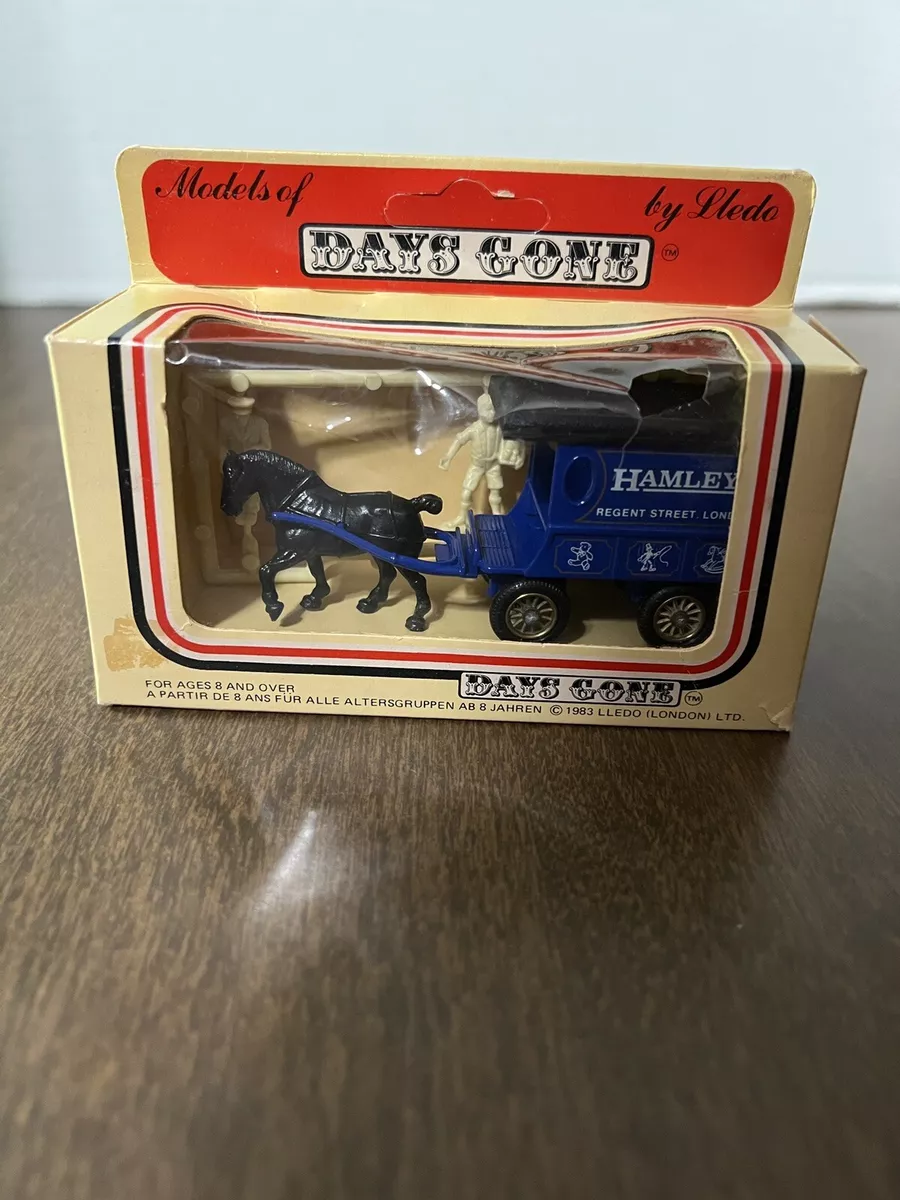 Models of
by Lledo
DAYS GONE
TM
HAMLEY
REGENT STREET. LON
DAYS GONE
TM
FOR AGES 8 AND OVER
A PARTIR DE 8 ANS FÜR ALLE ALTERSGRUPPEN AB 8 JAHREN © 1983 LLEDO (LONDON) LTD.